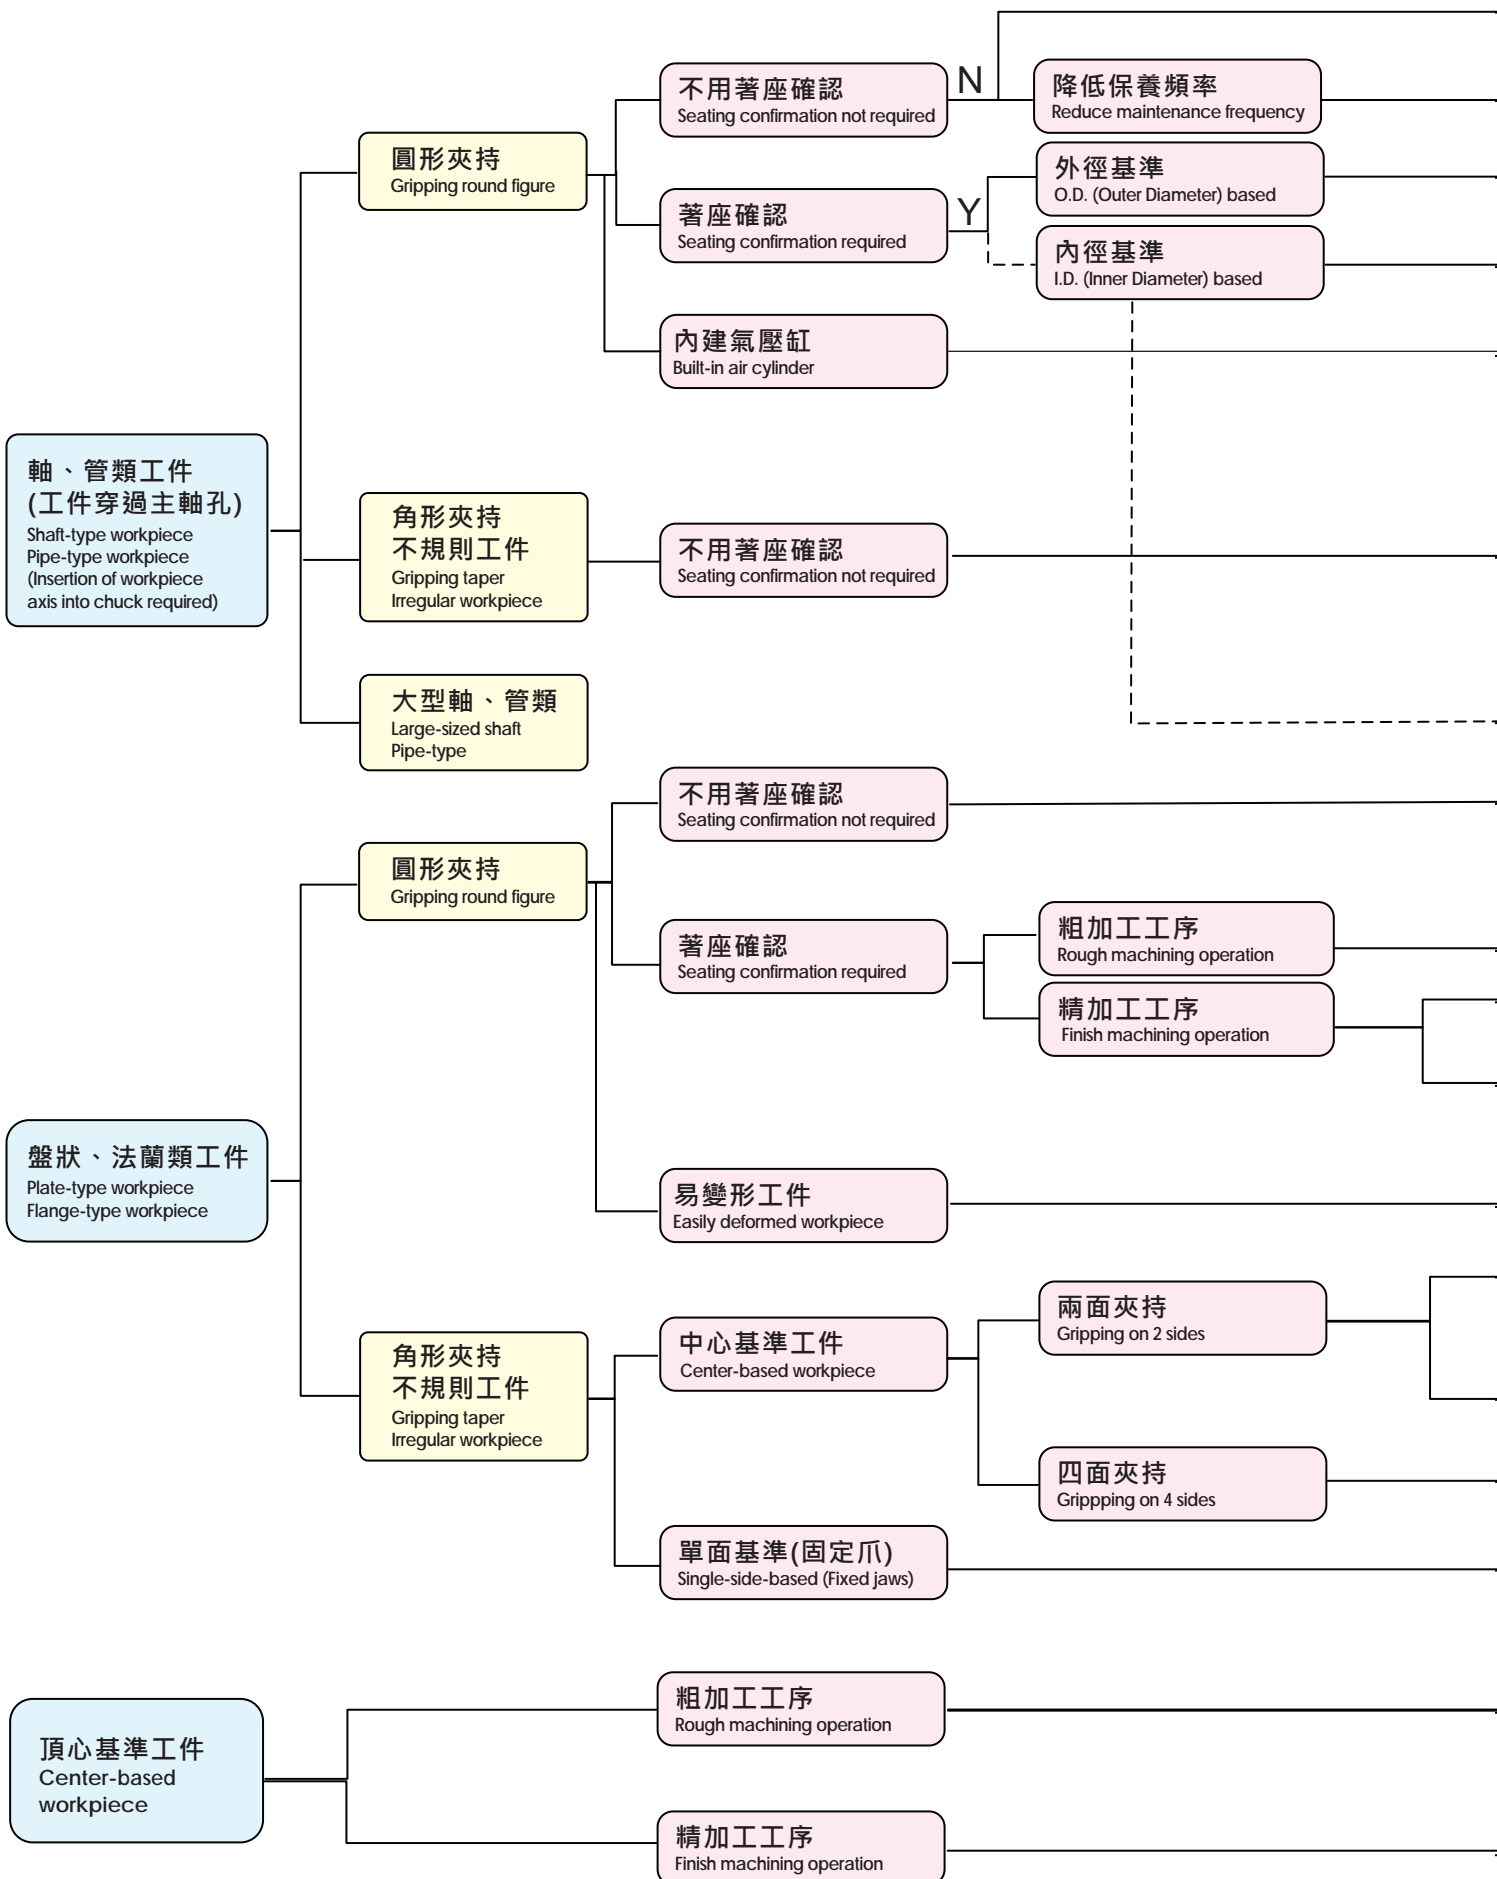 不用著座確認
Seating confirmation not required
N
降低保養頻率
Reduce maintenance frequency
圓形夾持
Gripping round figure
外徑基準
O.D. (Outer Diameter) based
著座確認
Seating confirmation required
Y
內徑基準
I.D. (Inner Diameter) based
內建氣壓缸
Built-in air cylinder
軸、管類工件
(工件穿過主軸孔)
Shaft-type workpiece
Pipe-type workpiece
(Insertion of workpiece
axis into chuck required)
角形夾持
不規則工件
Gripping taper
Irregular workpiece
不用著座確認
Seating confirmation not required
大型軸、管類
Large-sized shaft
Pipe-type
不用著座確認
Seating confirmation not required
圓形夾持
Gripping round figure
著座確認
Seating confirmation required
粗加工工序
Rough machining operation
精加工工序
Finish machining operation
盤狀、法蘭類工件
Plate-type workpiece
Flange-type workpiece
易變形工件
Easily deformed workpiece
角形夾持
不規則工件
Gripping taper
Irregular workpiece
中心基準工件
Center-based workpiece
兩面夾持
Gripping on 2 sides
四面夾持
Grippping on 4 sides
單面基準(固定爪)
Single-side-based (Fixed jaws)
頂心基準工件
Center-based
workpiece
粗加工工序
Rough machining operation
精加工工序
Finish machining operation